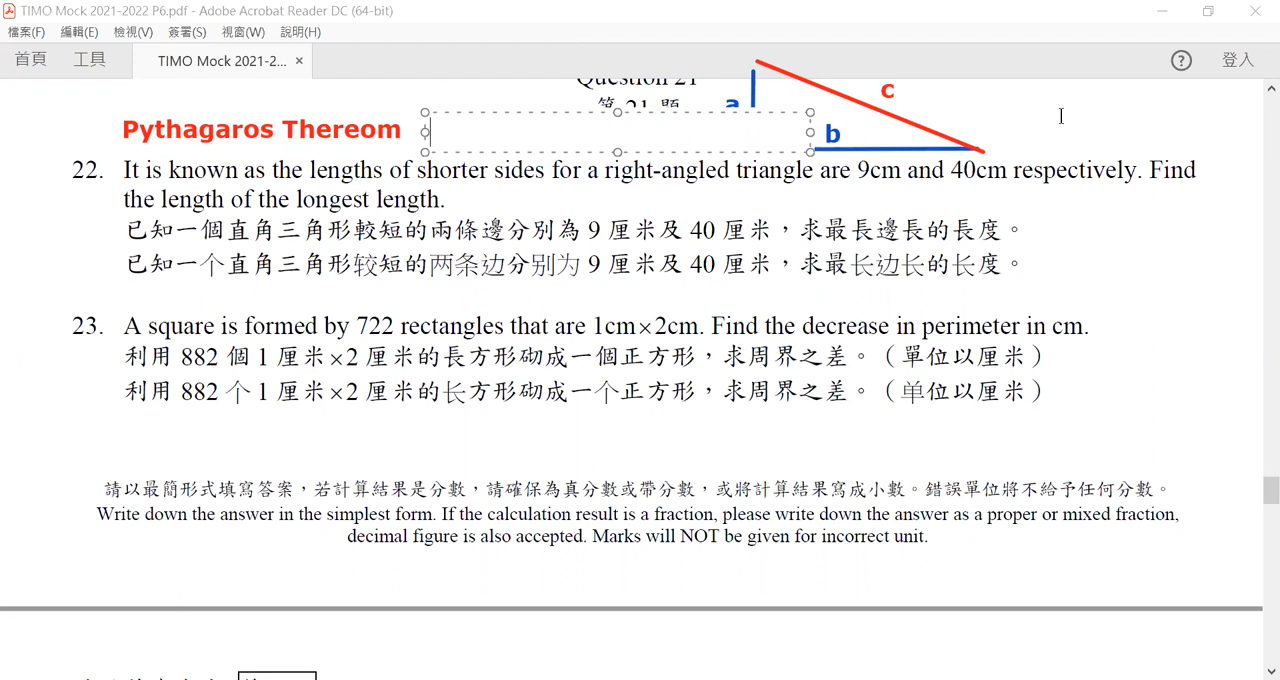 TIMO Mock 2021-2022 P6.pdf - Adobe Acrobat Reader DC (64-bit)
檔案(F) 編輯(E) 檢視(V) 簽署(S) 視窗(W) 說明(H)
首頁 工具 TIMO Mock 2021-2... × ? 登入
Question 21
第 21 題
a
c
Pythagaros Thereom
b
22. It is known as the lengths of shorter sides for a right-angled triangle are 9cm and 40cm respectively. Find
the length of the longest length.
已知一個直角三角形較短的兩條邊分別為 9 厘米及 40 厘米，求最長邊長的長度。
已知一个直角三角形较短的两条边分别为 9 厘米及 40 厘米，求最长边长的长度。
23. A square is formed by 722 rectangles that are 1cm×2cm. Find the decrease in perimeter in cm.
利用 882 個 1 厘米×2 厘米的長方形砌成一個正方形，求周界之差。（單位以厘米）
利用 882 个 1 厘米×2 厘米的长方形砌成一个正方形，求周界之差。（单位以厘米）
請以最簡形式填寫答案，若計算結果是分數，請確保為真分數或帶分數，或將計算結果寫成小數。錯誤單位將不給予任何分數。
Write down the answer in the simplest form. If the calculation result is a fraction, please write down the answer as a proper or mixed fraction,
decimal figure is also accepted. Marks will NOT be given for incorrect unit.